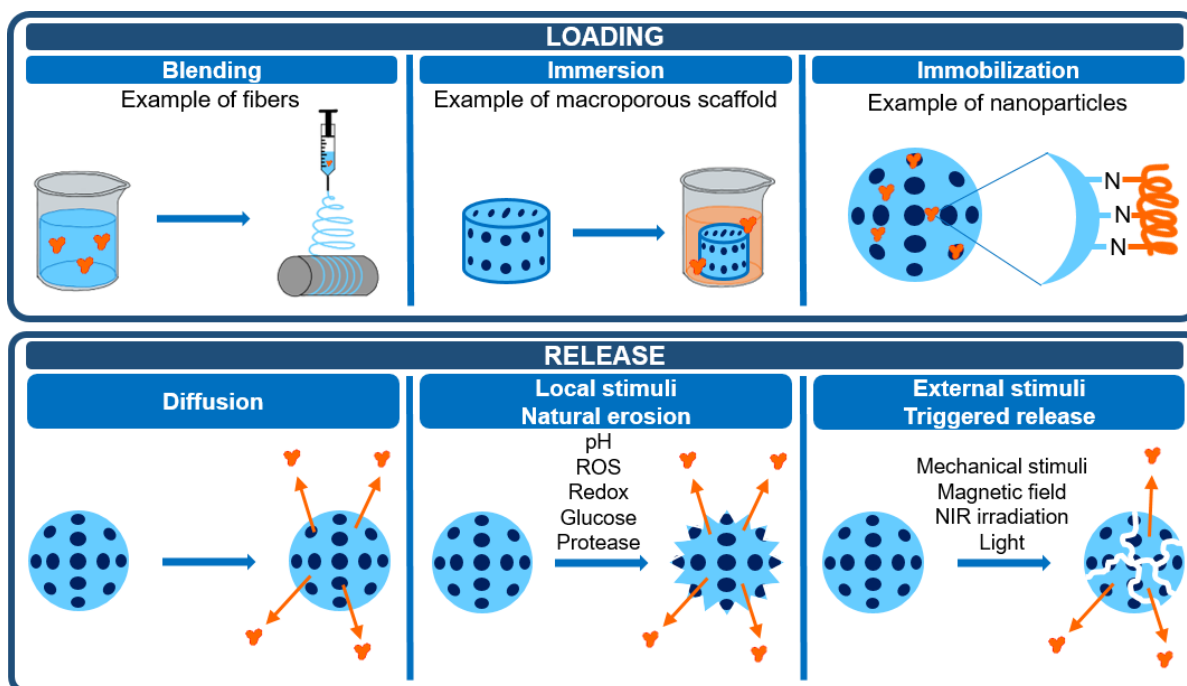 LOADING
Blending
Example of fibers
Immersion
Example of macroporous scaffold
Immobilization
Example of nanoparticles
N
N
N
RELEASE
Diffusion
Local stimuli
Natural erosion
pH
ROS
Redox
Glucose
Protease
External stimuli
Triggered release
Mechanical stimuli
Magnetic field
NIR irradiation
Light